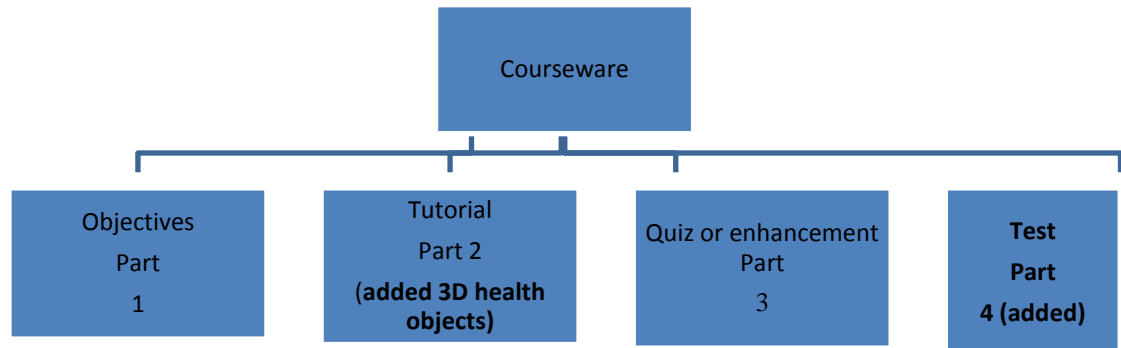 Courseware
Objectives
Part
1
Tutorial
Part 2
(added 3D health
objects)
Quiz or enhancement
Part
3
Test
Part
4 (added)